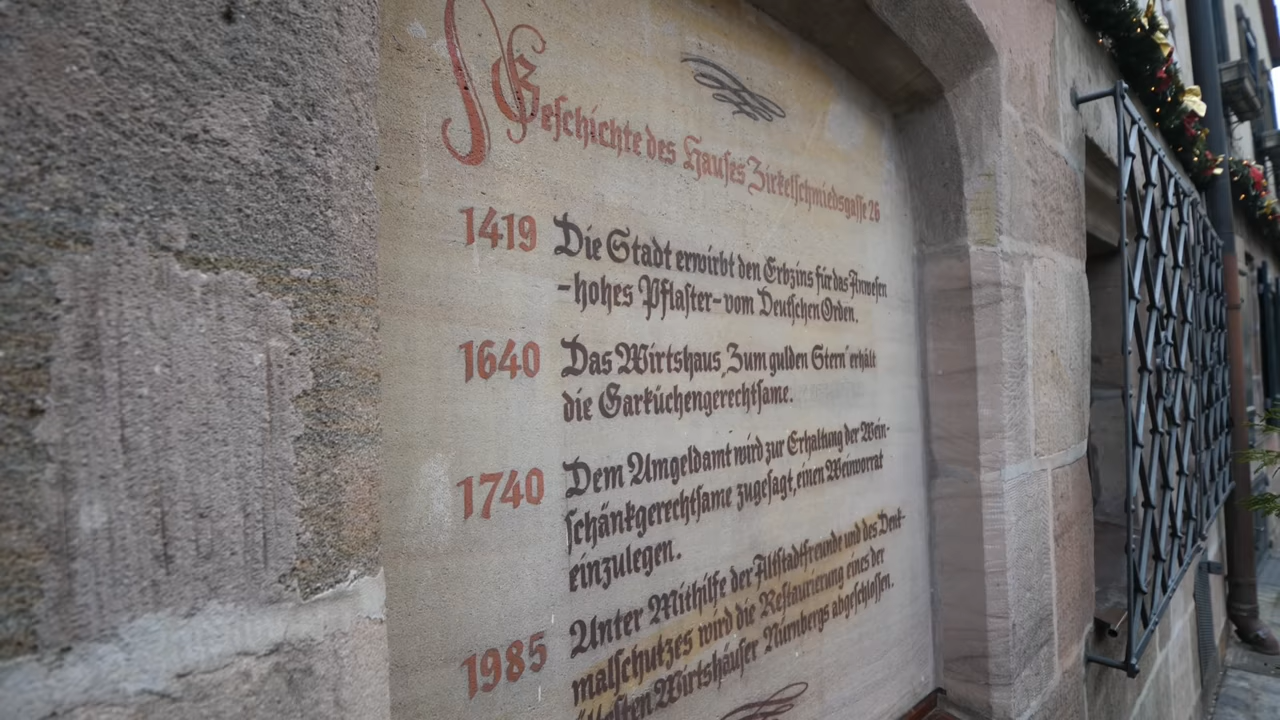 Geschichte des Hauses Zirkelschmiedsgasse 26
1419 Die Stadt erwirbt den Erbzins für das Anwesen
-hohes Pflaster- vom Deutschen Orden.
1640 Das Wirtshaus „Zum gulden Stern“ erhält
die Garküchengerechtsame.
1740 Dem Umgeldamt wird zur Erhaltung der Wein-
schänkgerechtsame zugesagt, einen Weinvorrat
einzulegen.
1985 Unter Mithilfe der Altstadtfreunde und des Denk-
malschutzes wird die Restaurierung eines der
ältesten Wirtshäuser Nürnbergs abgeschlossen.